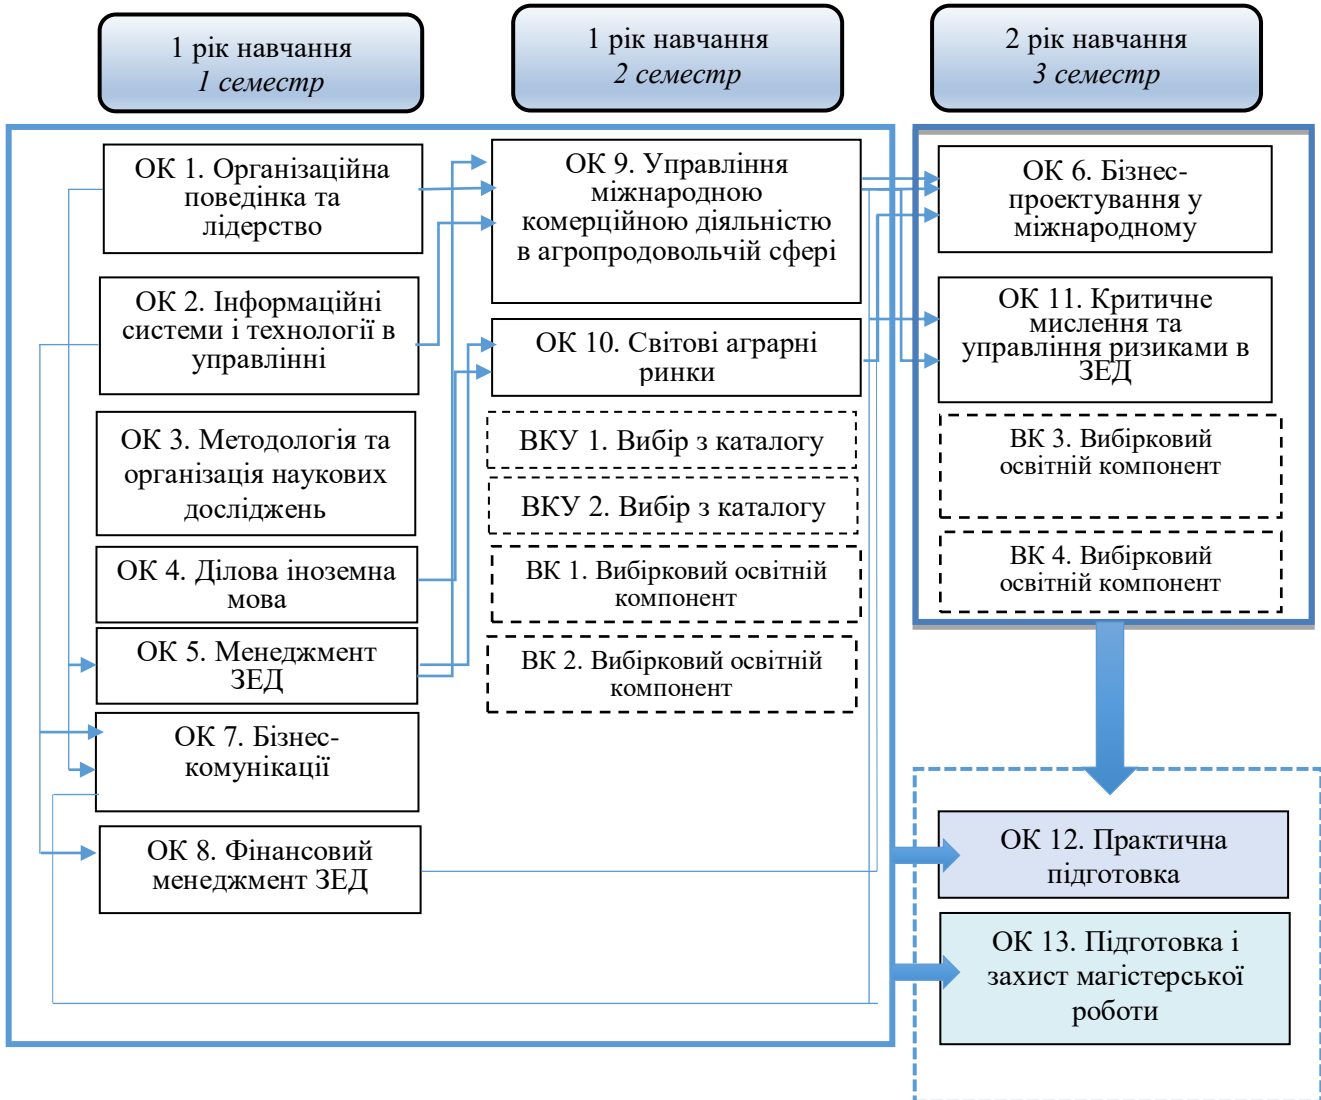 1 рік навчання
1 семестр
1 рік навчання
2 семестр
2 рік навчання
3 семестр
ОК 1. Організаційна
поведінка та
лідерство
ОК 2. Інформаційні
системи і технології в
управлінні
ОК 3. Методологія та
організація наукових
досліджень
ОК 4. Ділова іноземна
мова
ОК 5. Менеджмент
ЗЕД
ОК 7. Бізнес-
комунікації
ОК 8. Фінансовий
менеджмент ЗЕД
ОК 9. Управління
міжнародною
комерційною діяльністю
в агропродовольчій сфері
ОК 10. Світові аграрні
ринки
ВКУ 1. Вибір з каталогу
ВКУ 2. Вибір з каталогу
ВК 1. Вибірковий освітній
компонент
ВК 2. Вибірковий освітній
компонент
ОК 6. Бізнес-
проектування у
міжнародному
ОК 11. Критичне
мислення та
управління ризиками в
ЗЕД
ВК 3. Вибірковий
освітній компонент
ВК 4. Вибірковий
освітній компонент
ОК 12. Практична
підготовка
ОК 13. Підготовка і
захист магістерської
роботи